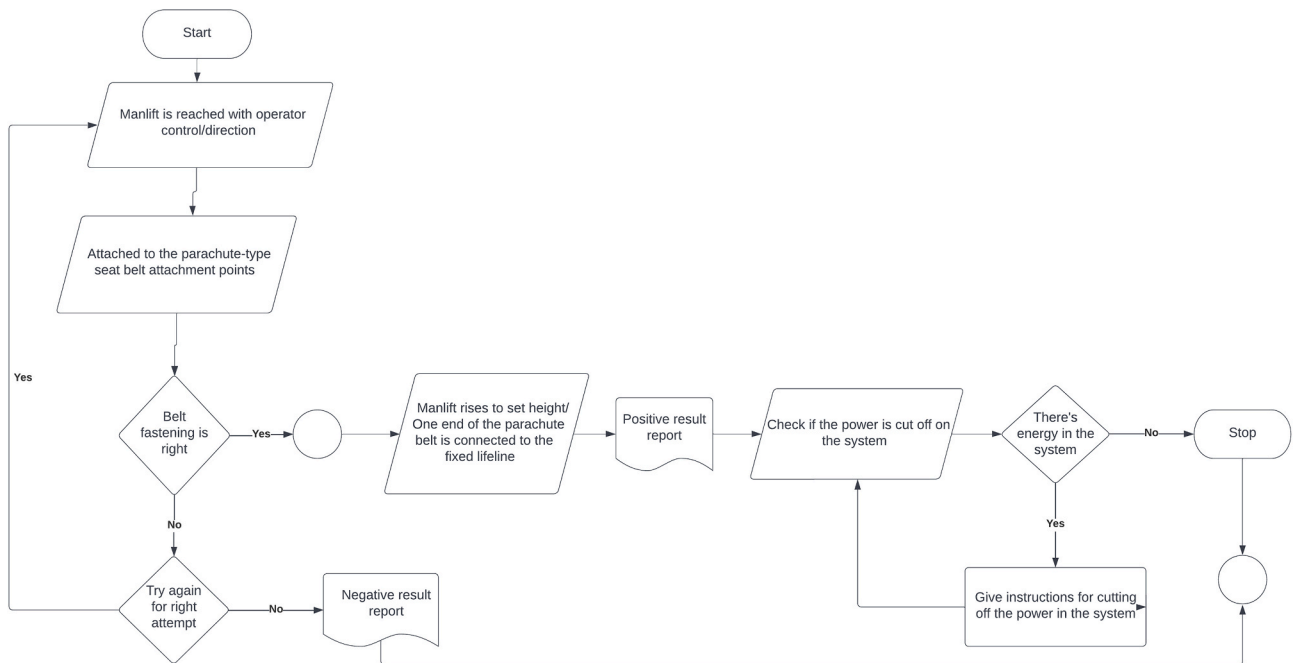 Start
Manlift is reached with operator
control/direction
Attached to the parachute-type
seat belt attachment points
Yes
Belt
fastening is
right
Yes
Manlift rises to set height/
One end of the parachute
belt is connected to the
fixed lifeline
Positive result
report
Check if the power is cut off on
the system
There's
energy in the
system
No
Stop
No
Yes
Try again
for right
attempt
No
Negative result
report
Give instructions for cutting
off the power in the system